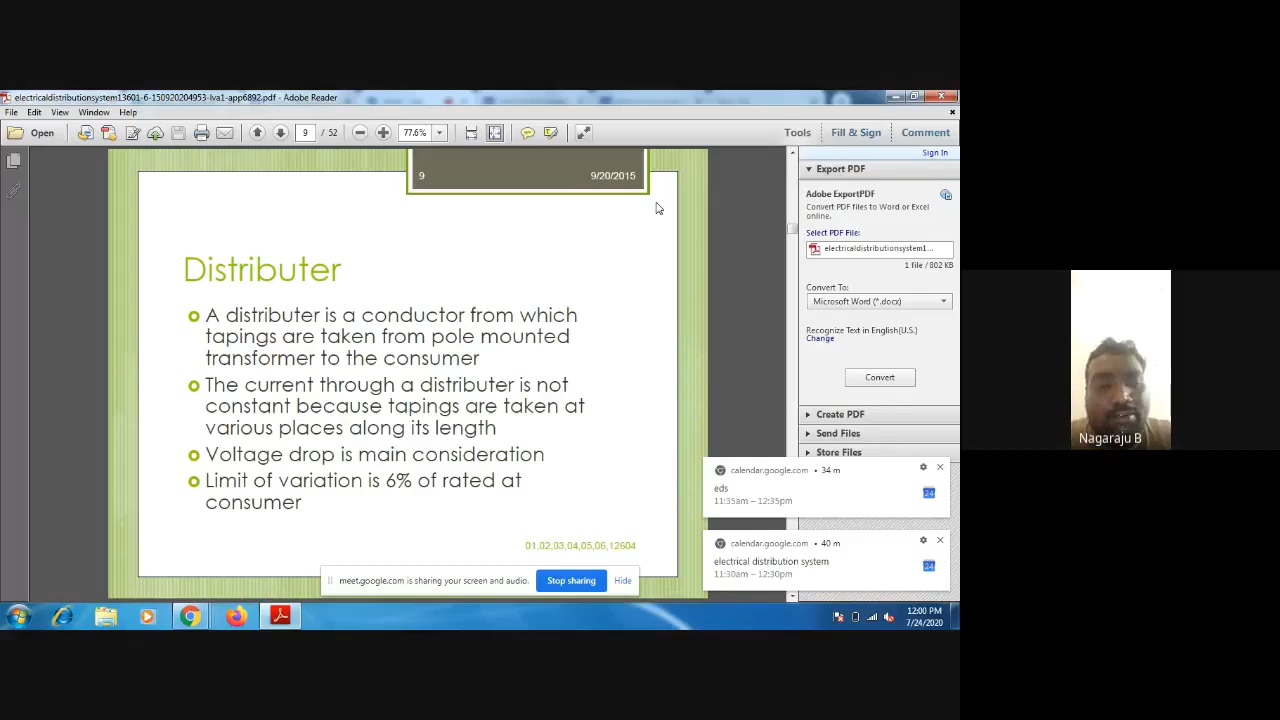 electricaldistributionsystem13601-6-150920204953-lva1-app6892.pdf - Adobe Reader
File Edit View Window Help
Open 9 / 52 77.6% Tools Fill & Sign Comment
Sign In
9 9/20/2015
Distributer
A distributer is a conductor from which
tapings are taken from pole mounted
transformer to the consumer
The current through a distributer is not
constant because tapings are taken at
various places along its length
Voltage drop is main consideration
Limit of variation is 6% of rated at
consumer
01,02,03,04,05,06,12604
Export PDF
Adobe ExportPDF
Convert PDF files to Word or Excel
online.
Select PDF File:
electricaldistributionsystem1...
1 file / 802 KB
Convert To:
Microsoft Word (*.docx)
Recognize Text in English(U.S.)
Change
Convert
Create PDF
Send Files
Store Files
calendar.google.com • 34 m
eds
11:35am – 12:35pm
24
calendar.google.com • 40 m
electrical distribution system
11:30am – 12:30pm
24
meet.google.com is sharing your screen and audio. Stop sharing Hide
12:00 PM
7/24/2020
Nagaraju B